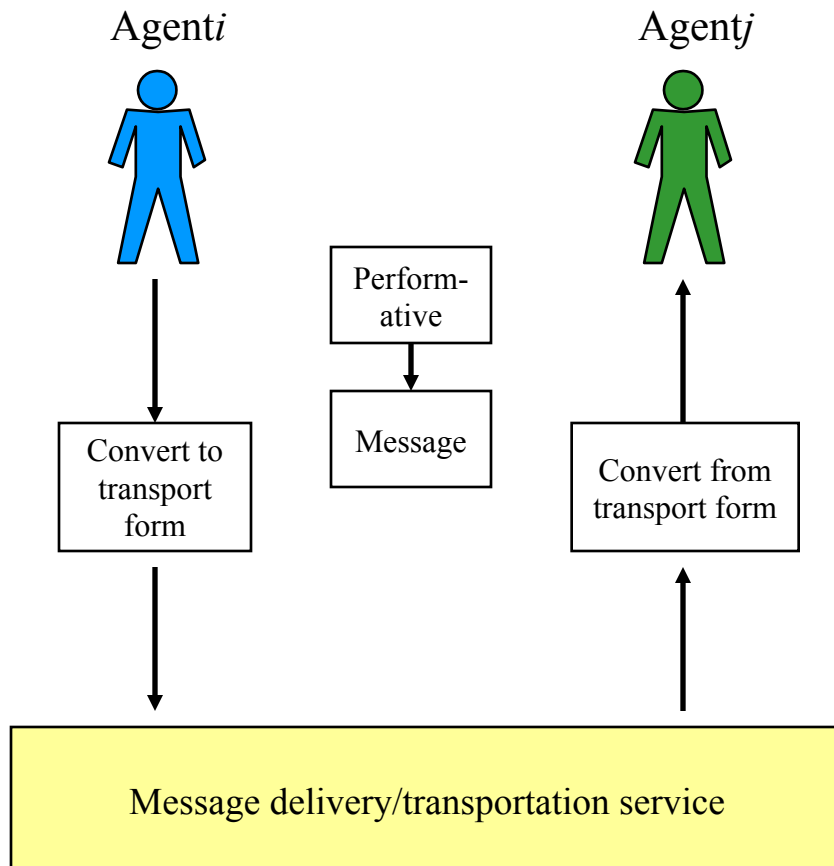 Agenti
Agentj
Perform-
ative
Message
Convert to
transport
form
Convert from
transport form
Message delivery/transportation service